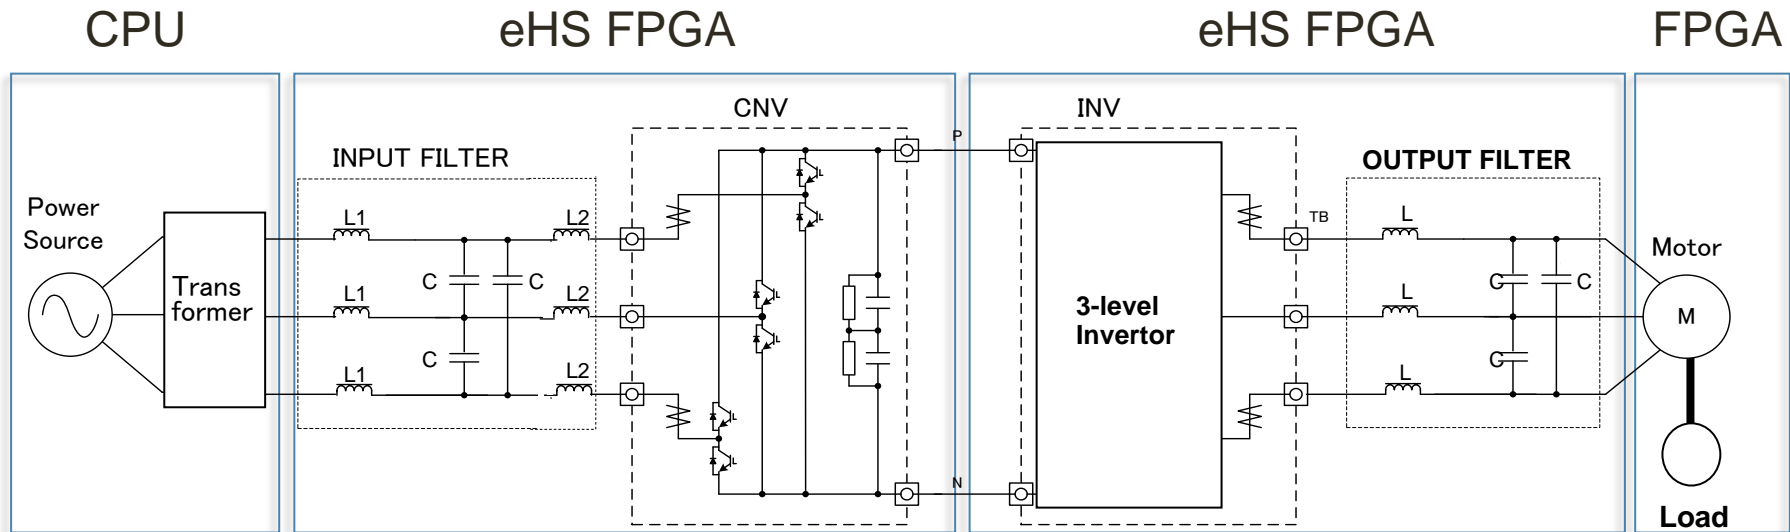 CPU
eHS FPGA
eHS FPGA
FPGA
CNV
INV
P
INPUT FILTER
OUTPUT FILTER
Power
Source
L1
L2
TB
L
Motor
C
C
C
C
Trans
former
L1
L2
3-level
Invertor
L
M
C
C
L1
L2
L
N
Load